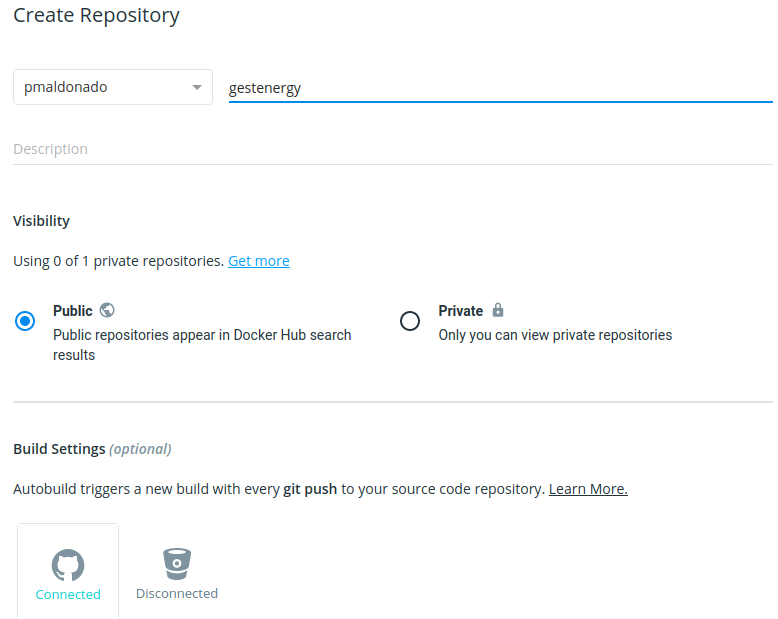 Create Repository
pmaldonado
gestenergy
Description
Visibility
Using 0 of 1 private repositories. Get more
Public
Public repositories appear in Docker Hub search
results
Private
Only you can view private repositories
Build Settings (optional)
Autobuild triggers a new build with every git push to your source code repository. Learn More.
Connected
Disconnected